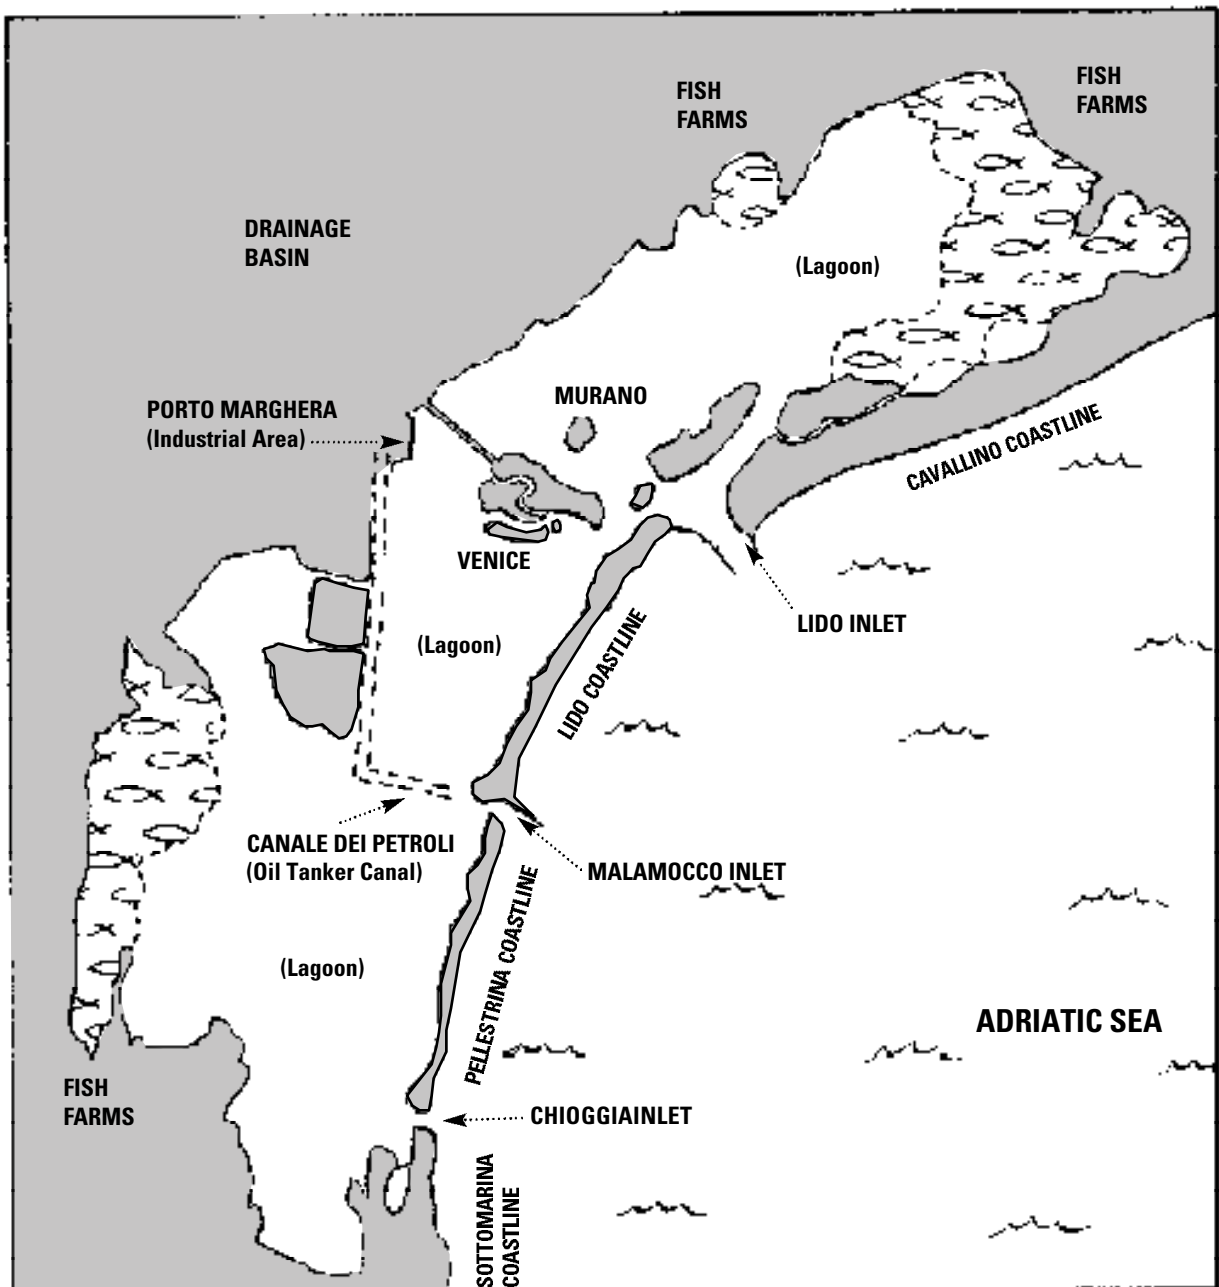 FISH
FARMS
FISH
FARMS
DRAINAGE
BASIN
(Lagoon)
MURANO
PORTO MARGHERA
(Industrial Area)
CAVALLINO COASTLINE
VENICE
LIDO INLET
(Lagoon)
LIDO COASTLINE
CANALE DEI PETROLI
(Oil Tanker Canal)
MALAMOCCO INLET
PELLESTRINA COASTLINE
(Lagoon)
ADRIATIC SEA
FISH
FARMS
CHIOGGIAINLET
SOTTOMARINA
COASTLINE